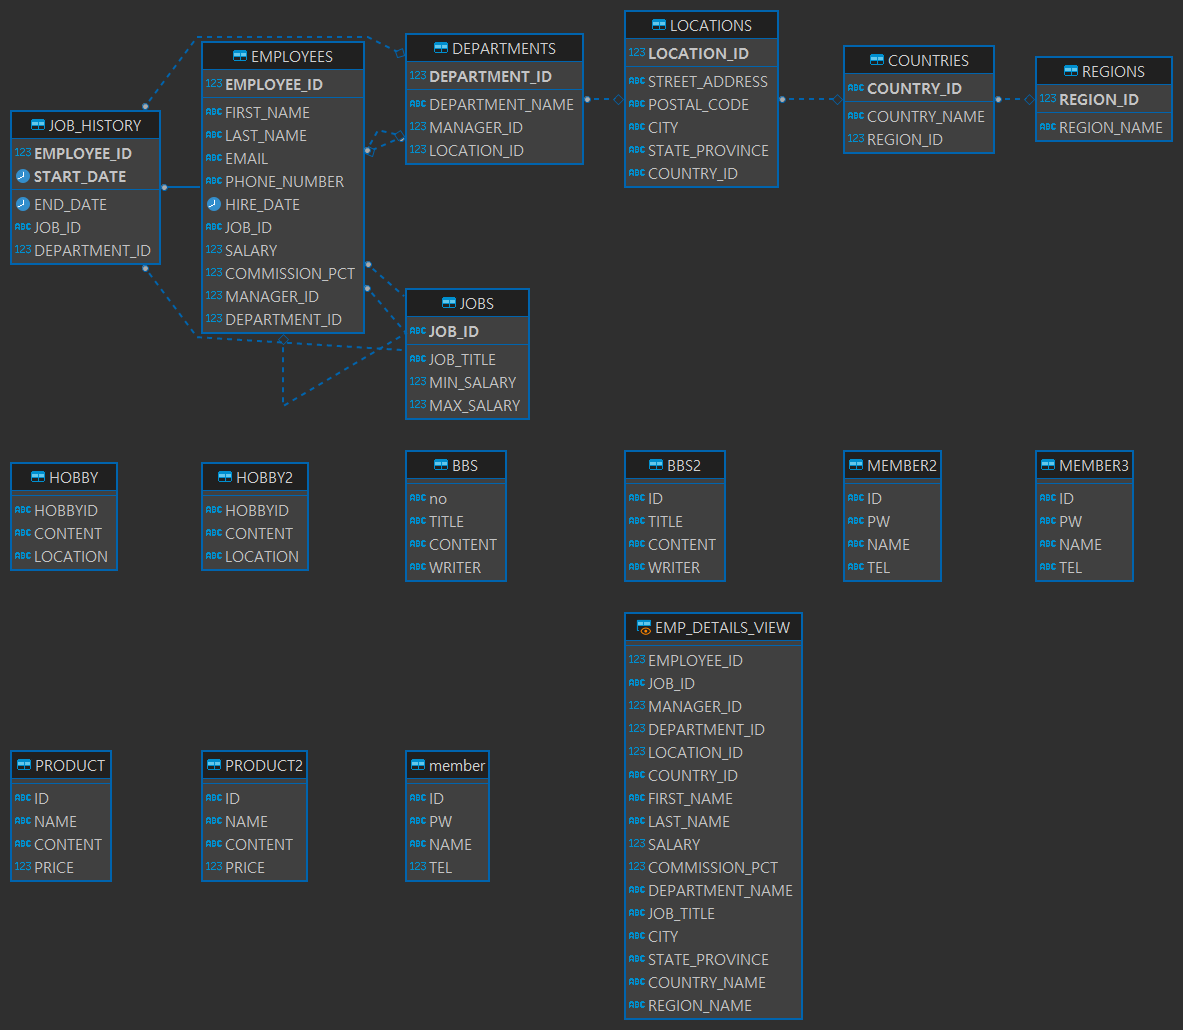 JOB_HISTORY
123 EMPLOYEE_ID
START_DATE
END_DATE
ABC JOB_ID
123 DEPARTMENT_ID
EMPLOYEES
123 EMPLOYEE_ID
ABC FIRST_NAME
ABC LAST_NAME
ABC EMAIL
ABC PHONE_NUMBER
HIRE_DATE
ABC JOB_ID
123 SALARY
123 COMMISSION_PCT
123 MANAGER_ID
123 DEPARTMENT_ID
DEPARTMENTS
123 DEPARTMENT_ID
ABC DEPARTMENT_NAME
123 MANAGER_ID
123 LOCATION_ID
LOCATIONS
123 LOCATION_ID
ABC STREET_ADDRESS
ABC POSTAL_CODE
ABC CITY
ABC STATE_PROVINCE
ABC COUNTRY_ID
COUNTRIES
ABC COUNTRY_ID
ABC COUNTRY_NAME
123 REGION_ID
REGIONS
123 REGION_ID
ABC REGION_NAME
JOBS
ABC JOB_ID
ABC JOB_TITLE
123 MIN_SALARY
123 MAX_SALARY
HOBBY
ABC HOBBYID
ABC CONTENT
ABC LOCATION
HOBBY2
ABC HOBBYID
ABC CONTENT
ABC LOCATION
BBS
ABC no
ABC TITLE
ABC CONTENT
ABC WRITER
BBS2
ABC ID
ABC TITLE
ABC CONTENT
ABC WRITER
MEMBER2
ABC ID
ABC PW
ABC NAME
ABC TEL
MEMBER3
ABC ID
ABC PW
ABC NAME
ABC TEL
PRODUCT
ABC ID
ABC NAME
ABC CONTENT
123 PRICE
PRODUCT2
ABC ID
ABC NAME
ABC CONTENT
123 PRICE
member
ABC ID
ABC PW
ABC NAME
123 TEL
EMP_DETAILS_VIEW
123 EMPLOYEE_ID
ABC JOB_ID
123 MANAGER_ID
123 DEPARTMENT_ID
123 LOCATION_ID
ABC COUNTRY_ID
ABC FIRST_NAME
ABC LAST_NAME
123 SALARY
123 COMMISSION_PCT
ABC DEPARTMENT_NAME
ABC JOB_TITLE
ABC CITY
ABC STATE_PROVINCE
ABC COUNTRY_NAME
ABC REGION_NAME